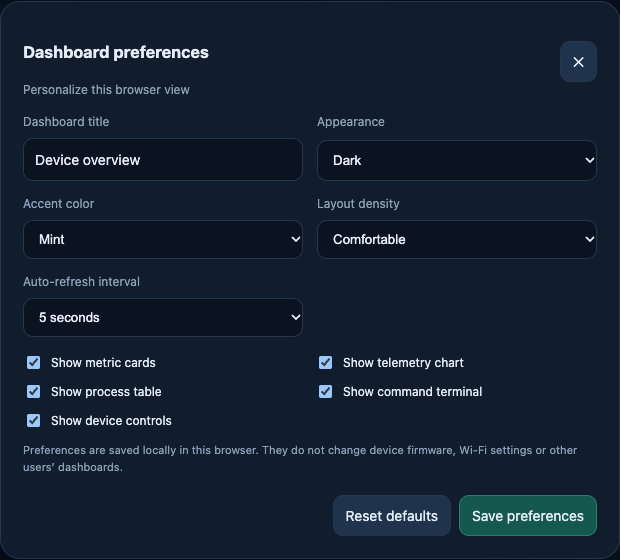 Dashboard preferences
Personalize this browser view
Dashboard title
Appearance
Device overview
Dark
Accent color
Layout density
Mint
Comfortable
Auto-refresh interval
5 seconds
Show metric cards
Show telemetry chart
Show process table
Show command terminal
Show device controls
Preferences are saved locally in this browser. They do not change device firmware, Wi-Fi settings or other
users’ dashboards.
Reset defaults
Save preferences